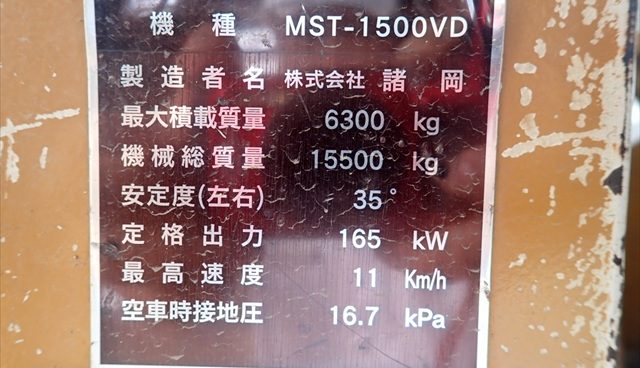 機種 MST-1500VD
製造者名 株式会社 諸岡
最大積載質量 6300 kg
機械総質量 15500 kg
安定度(左右) 35°
定格出力 165 kW
最高速度 11 Km/h
空車時接地圧 16.7 kPa